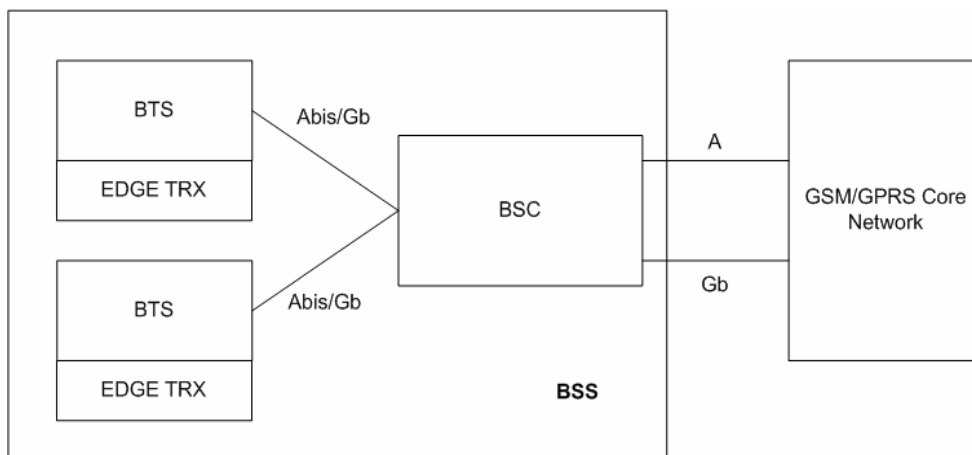 BTS
EDGE TRX
Abis/Gb
BSC
A
Gb
GSM/GPRS Core
Network
BTS
EDGE TRX
Abis/Gb
BSS